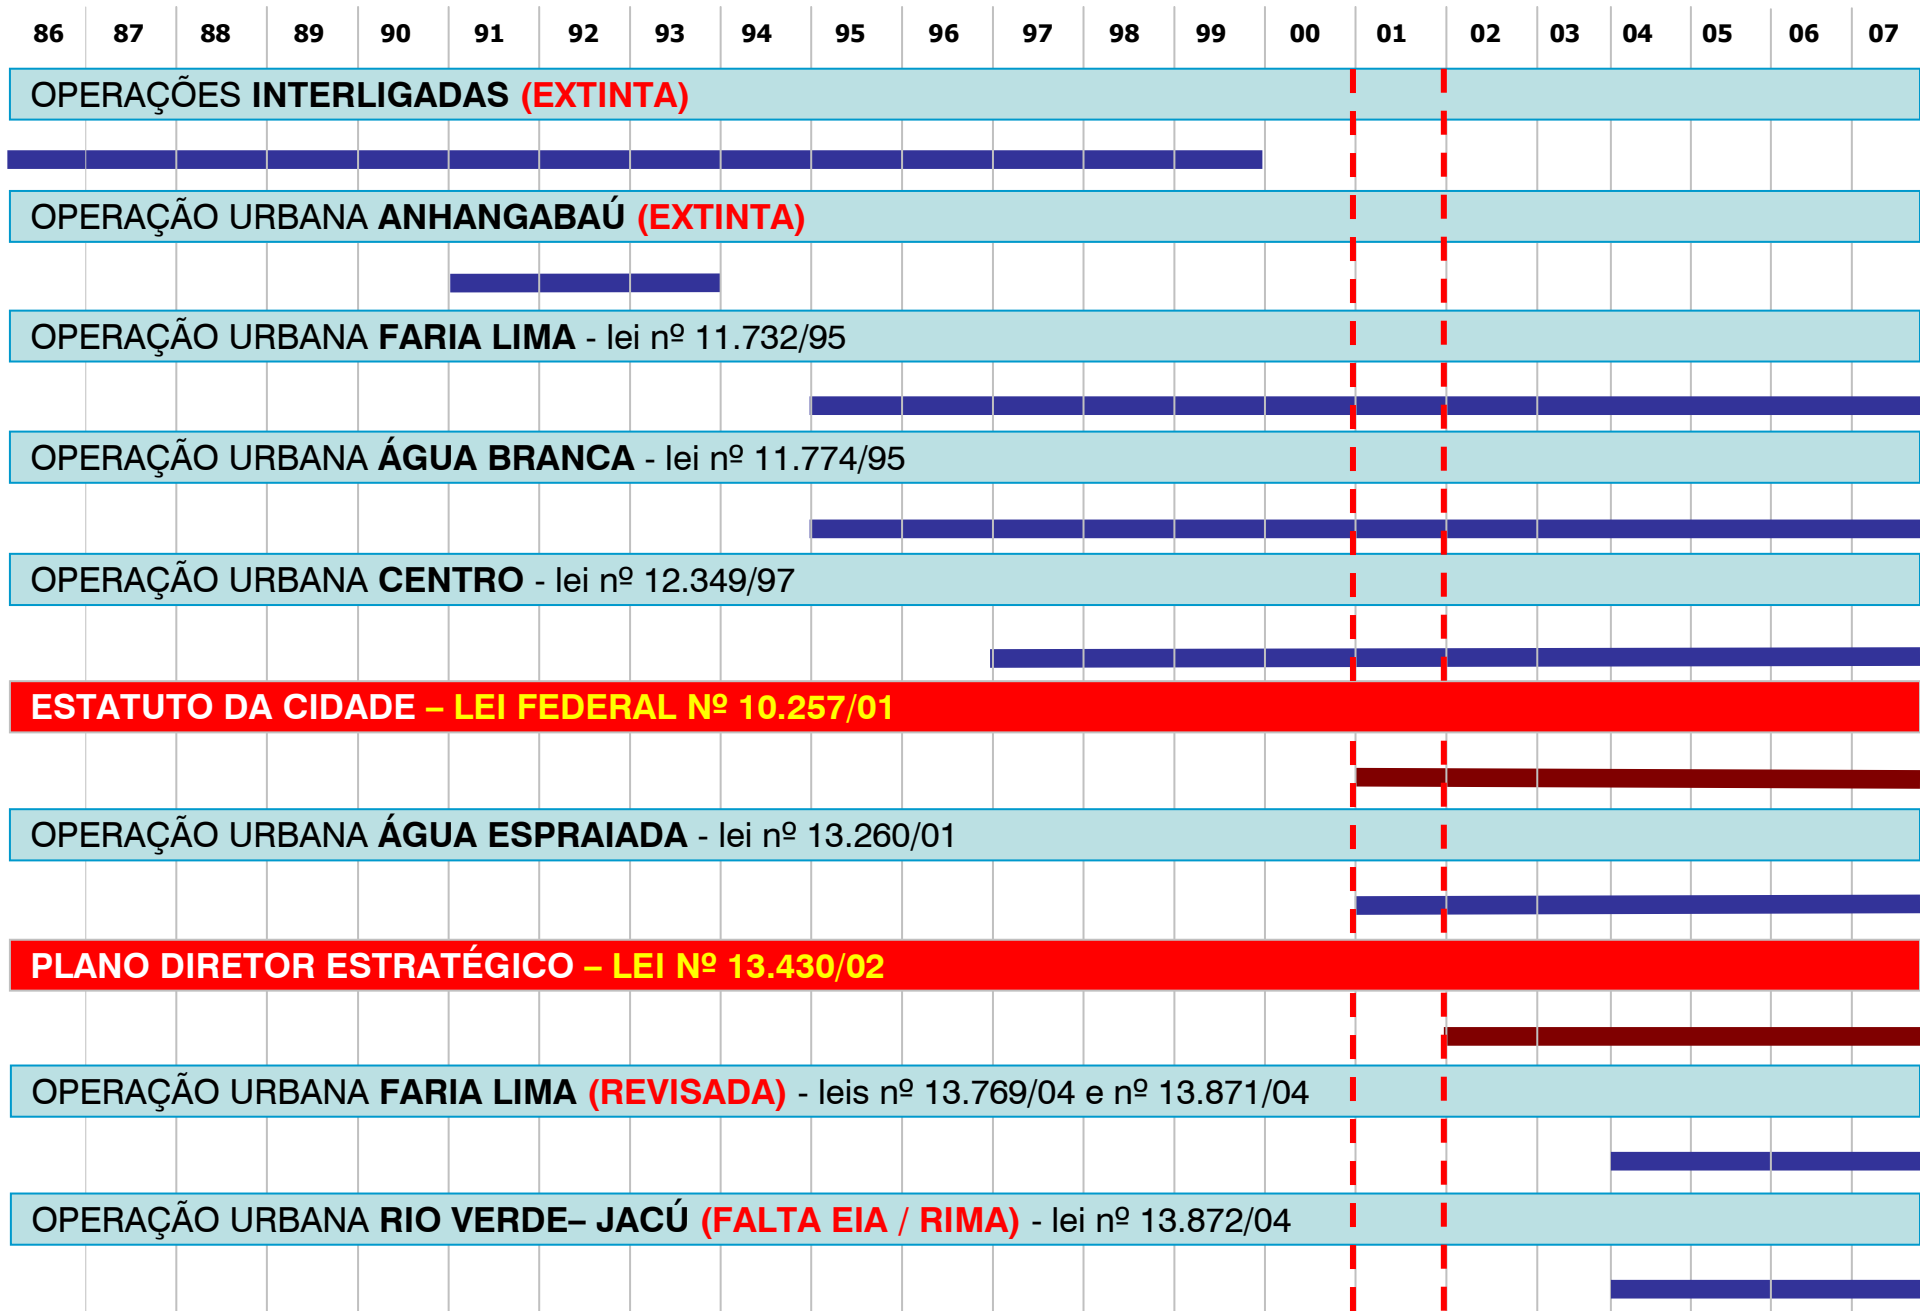 86 87 88 89 90 91 92 93 94 95 96 97 98 99 00 01 02 03 04 05 06 07
OPERAÇÕES INTERLIGADAS (EXTINTA)
OPERAÇÃO URBANA ANHANGABAÚ (EXTINTA)
OPERAÇÃO URBANA FARIA LIMA - lei nº 11.732/95
OPERAÇÃO URBANA ÁGUA BRANCA - lei nº 11.774/95
OPERAÇÃO URBANA CENTRO - lei nº 12.349/97
ESTATUTO DA CIDADE – LEI FEDERAL Nº 10.257/01
OPERAÇÃO URBANA ÁGUA ESPRAIADA - lei nº 13.260/01
PLANO DIRETOR ESTRATÉGICO – LEI Nº 13.430/02
OPERAÇÃO URBANA FARIA LIMA (REVISADA) - leis nº 13.769/04 e nº 13.871/04
OPERAÇÃO URBANA RIO VERDE– JACÚ (FALTA EIA / RIMA) - lei nº 13.872/04